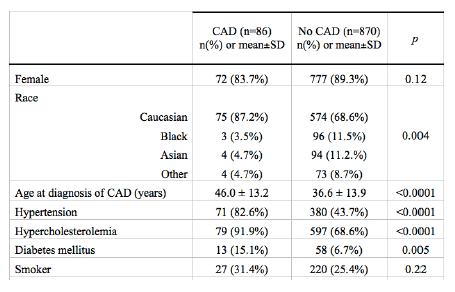 CAD (n=86) No CAD (n=870)
n(%) or mean±SD n(%) or mean±SD p
Female 72 (83.7%) 777 (89.3%) 0.12
Race
Caucasian 75 (87.2%) 574 (68.6%)
Black 3 (3.5%) 96 (11.5%) 0.004
Asian 4 (4.7%) 94 (11.2.%)
Other 4 (4.7%) 73 (8.7%)
Age at diagnosis of CAD (years) 46.0 ± 13.2 36.6 ± 13.9 <0.0001
Hypertension 71 (82.6%) 380 (43.7%) <0.0001
Hypercholesterolemia 79 (91.9%) 597 (68.6%) <0.0001
Diabetes mellitus 13 (15.1%) 58 (6.7%) 0.005
Smoker 27 (31.4%) 220 (25.4%) 0.22